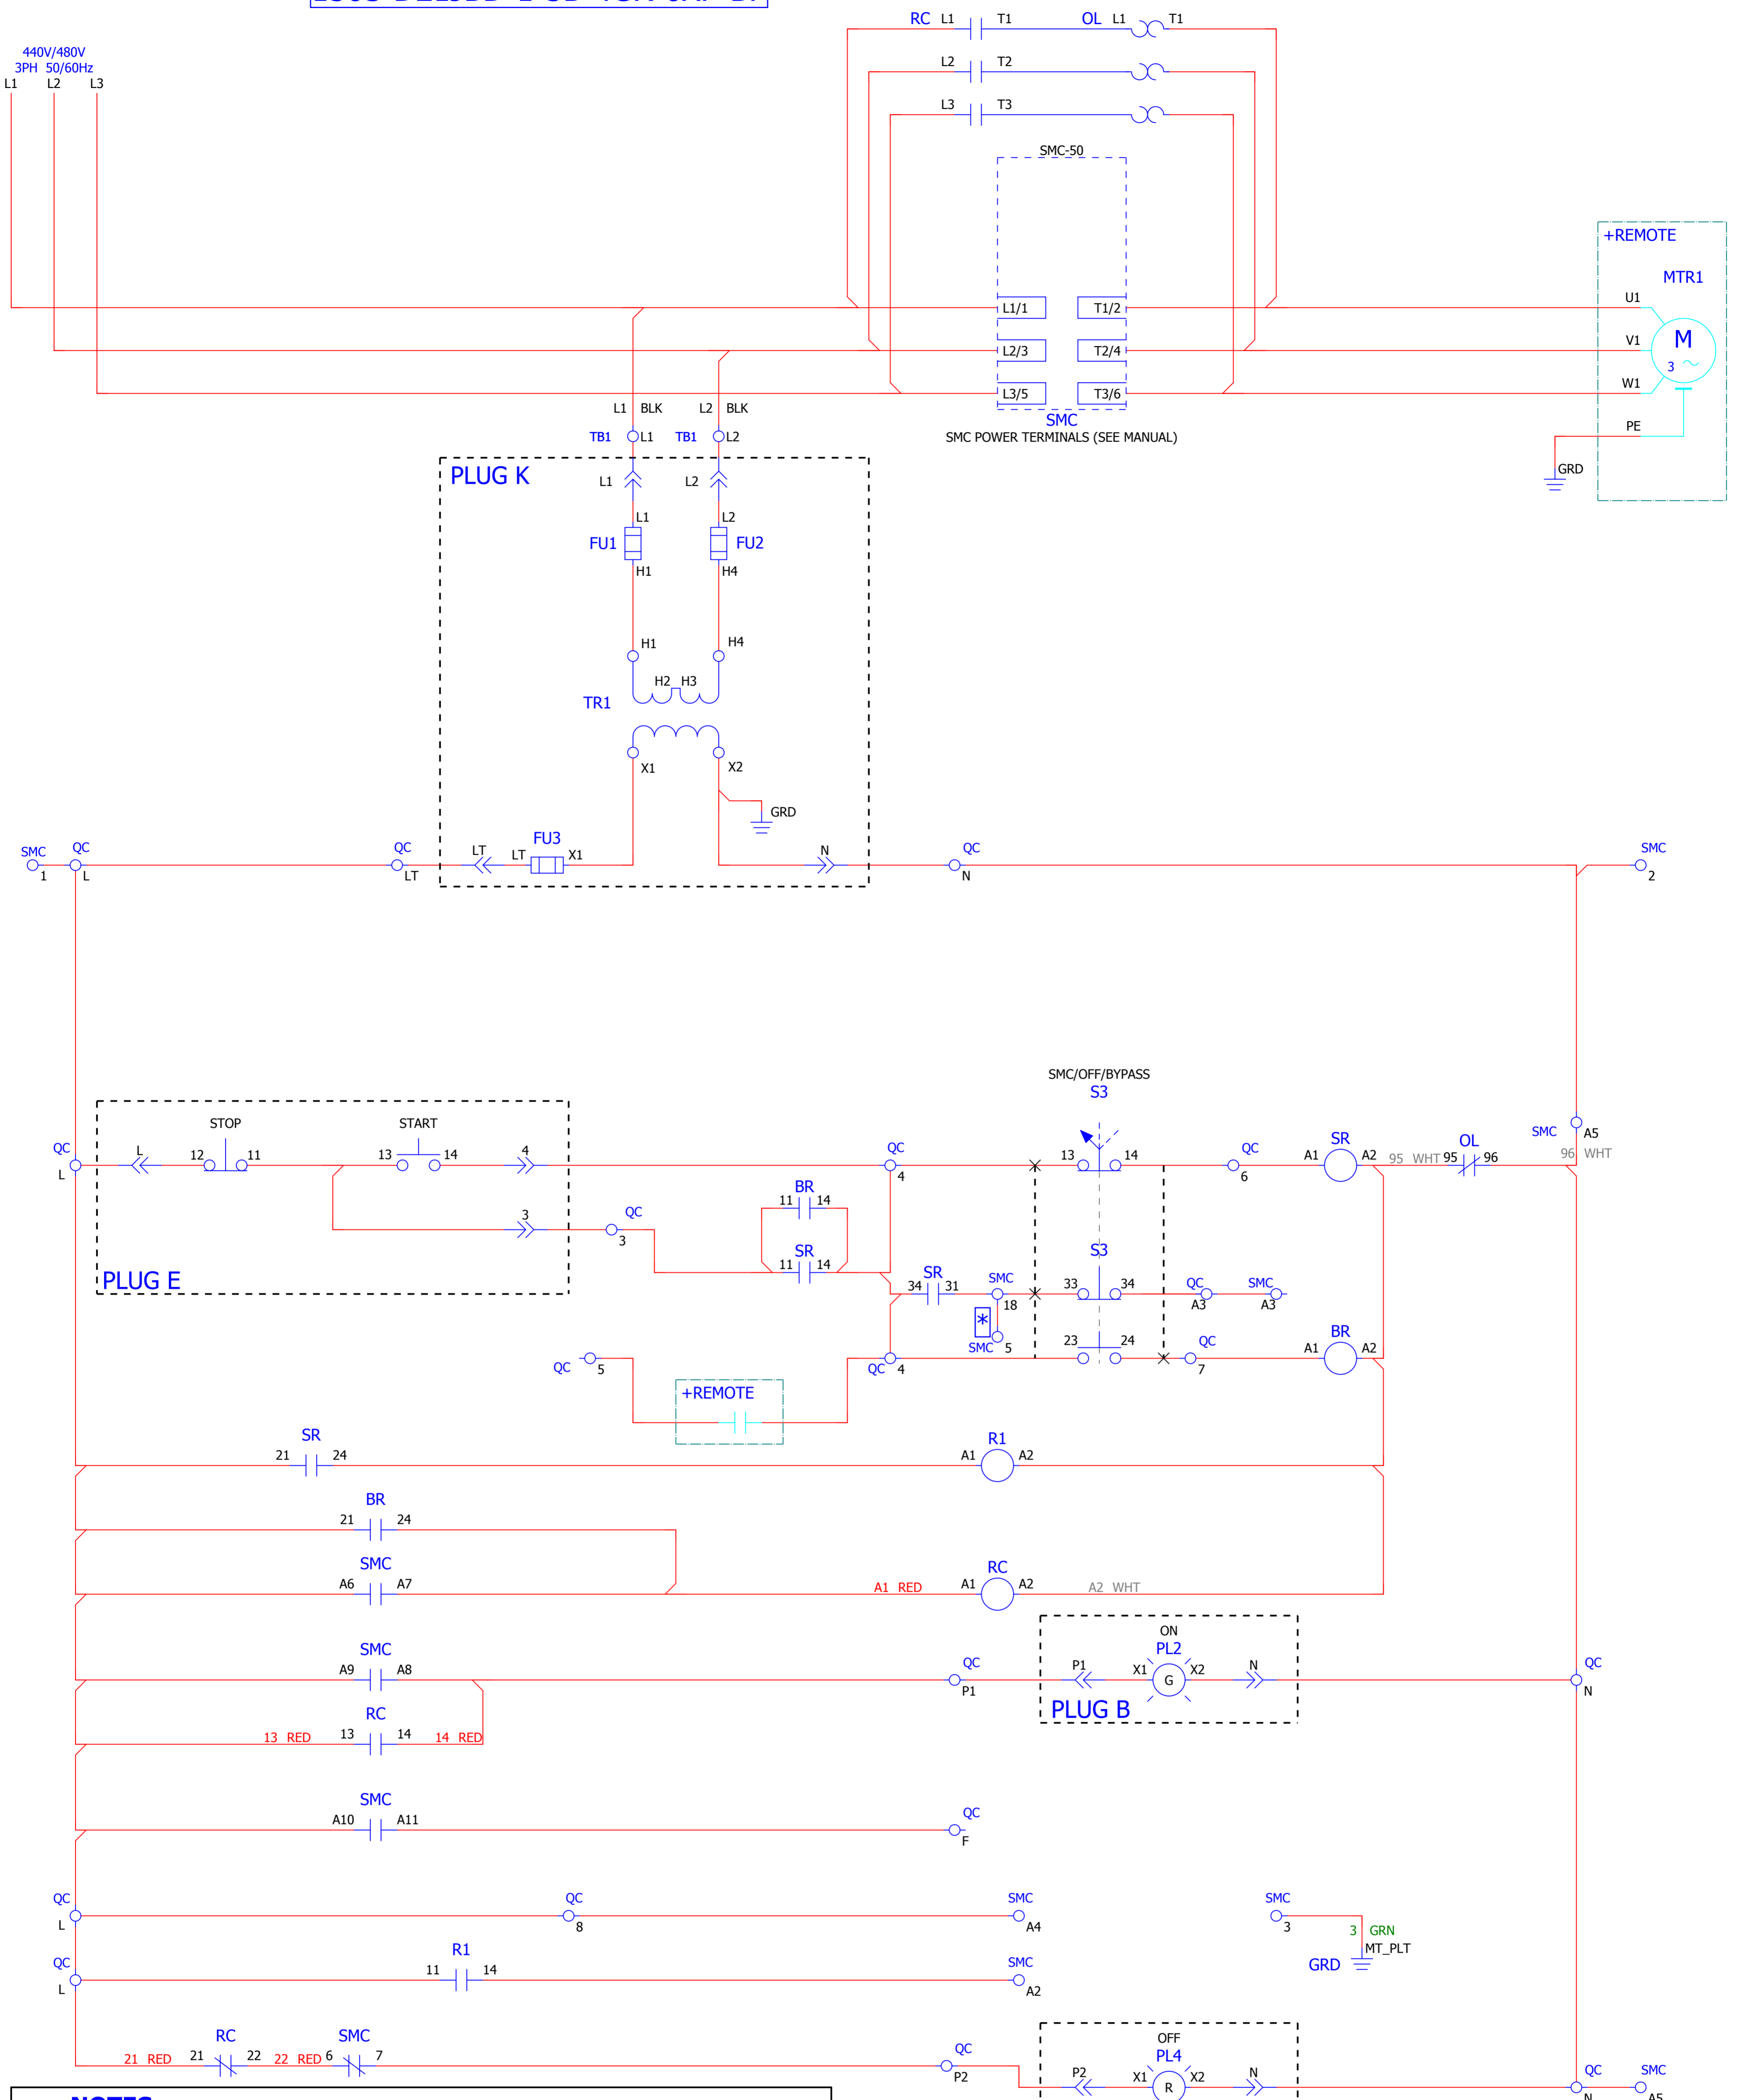 RC L1 T1 OL L1 T1
440V/480V
3PH 50/60Hz
L1 L2 L3
L2 T2
L3 T3
SMC-50
+REMOTE
MTR1
L1/1 T1/2 U1
L2/3 T2/4 V1 M
3
L3/5 T3/6 W1
L1 BLK L2 BLK
SMC
PE
TB1 L1 TB1 L2
SMC POWER TERMINALS (SEE MANUAL)
PLUG K
L1 L2
GRD
L1 L2
FU1 FU2
H1 H4
H1 H4
H2 H3
TR1
X1 X2
GRD
SMC QC QC LT LT FU3 X1 N QC SMC
1 L LT N 2
SMC/OFF/BYPASS
S3
STOP START
SMC A5
QC L 12 11 13 14 4 QC 13 14 QC SR OL
L 4 6 A1 A2 95 WHT 95 96 96 WHT
BR
11 14
3 QC
3
SR
11 14
S3
PLUG E
SR
34 31 SMC 33 34 QC SMC
18 A3 A3
*
SMC 5 23 24 QC BR
QC 5 QC 4 7 A1 A2
+REMOTE
SR R1
21 24 A1 A2
BR
21 24
SMC RC
A6 A7 A1 RED A1 A2 A2 WHT
ON
SMC PL2
A9 A8 QC P1 X1 G X2 N QC
P1 N
PLUG B
RC
13 RED 13 14 14 RED
SMC
A10 A11 QC
F
QC QC SMC SMC
L 8 A4 3
3 GRN
MT_PLT
GRD
QC R1 SMC
L 11 14 A2
OFF
RC SMC PL4
21 RED 21 22 22 RED 6 7 QC P2 X1 R X2 N QC SMC
P2